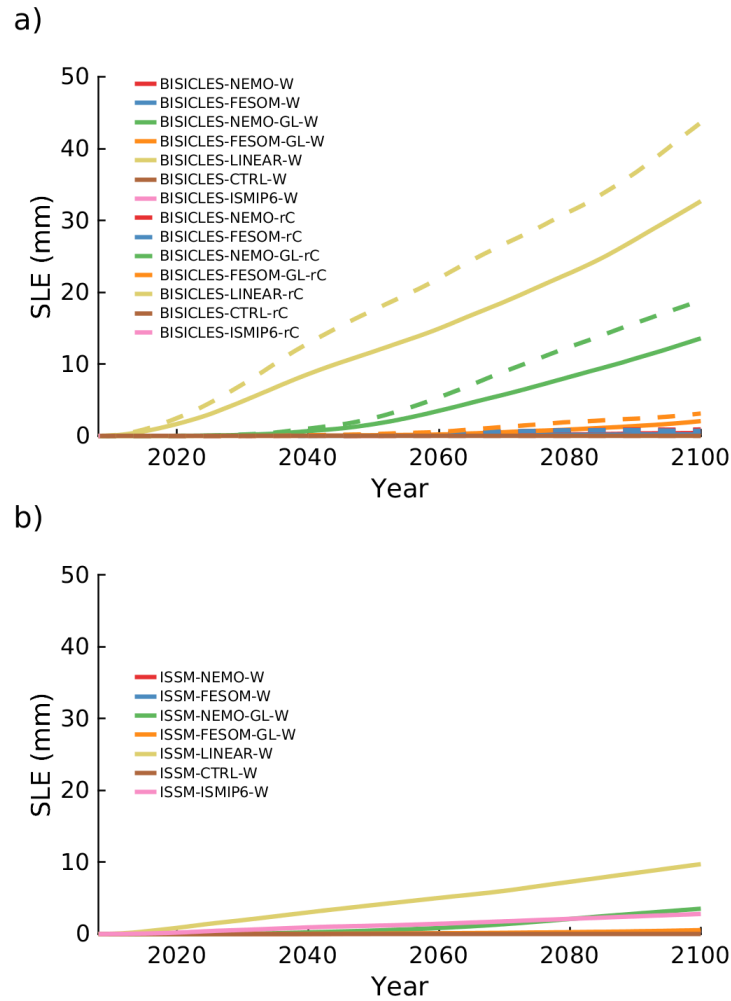 a)
50
40
30
20
10
0
SLE (mm)
BISICLES-NEMO-W
BISICLES-FESOM-W
BISICLES-NEMO-GL-W
BISICLES-FESOM-GL-W
BISICLES-LINEAR-W
BISICLES-CTRL-W
BISICLES-ISMIP6-W
BISICLES-NEMO-rC
BISICLES-FESOM-rC
BISICLES-NEMO-GL-rC
BISICLES-FESOM-GL-rC
BISICLES-LINEAR-rC
BISICLES-CTRL-rC
BISICLES-ISMIP6-rC
2020 2040 2060 2080 2100
Year
b)
50
40
30
20
10
0
SLE (mm)
ISSM-NEMO-W
ISSM-FESOM-W
ISSM-NEMO-GL-W
ISSM-FESOM-GL-W
ISSM-LINEAR-W
ISSM-CTRL-W
ISSM-ISMIP6-W
2020 2040 2060 2080 2100
Year